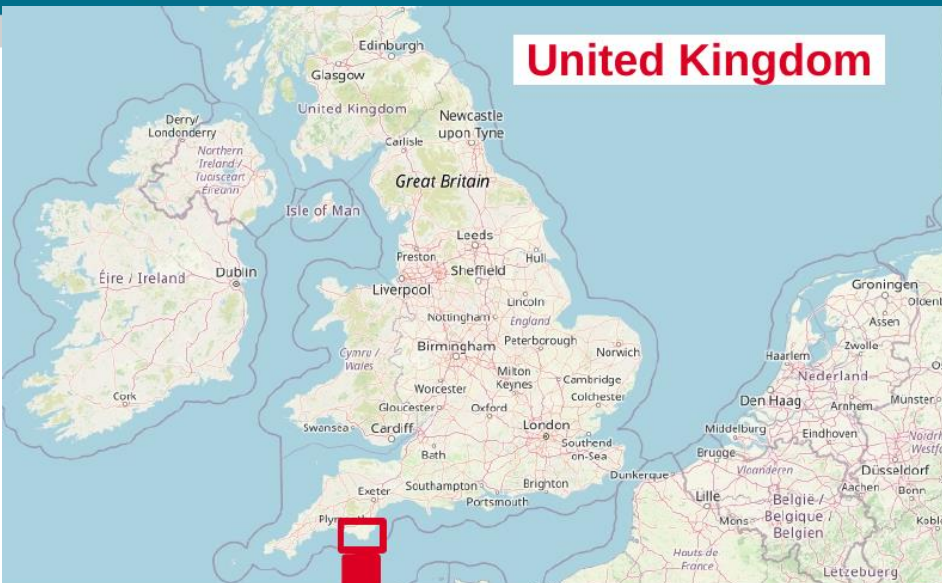 United Kingdom
Edinburgh
Glasgow
United Kingdom
Newcastle
upon Tyne
Derry/
Londonderry
Carlisle
Northern
Ireland /
Tuaisceart
Éireann
Great Britain
Isle of Man
Leeds
Preston
Hull
Sheffield
Éire / Ireland
Dublin
Liverpool
Lincoln
Nottingham
England
Groningen
Assen
Birmingham
Peterborough
Norwich
Cymru /
Wales
Haarlem
Zwolle
Milton
Keynes
Cambridge
Nederland
Worcester
Colchester
Cork
Gloucester
Oxford
Den Haag
Arnhem
Munster
Swansea
Cardiff
London
Middelburg
Eindhoven
Southend
-on-Sea
Bath
Brugge
Vlaanderen
Düsseldorf
Dunkerque
Exeter
Southampton
Brighton
Portsmouth
Lille
België /
Belgique /
Belgien
Aachen
Bonn
Mons
Hauts-de
France
Lëtzebuerg